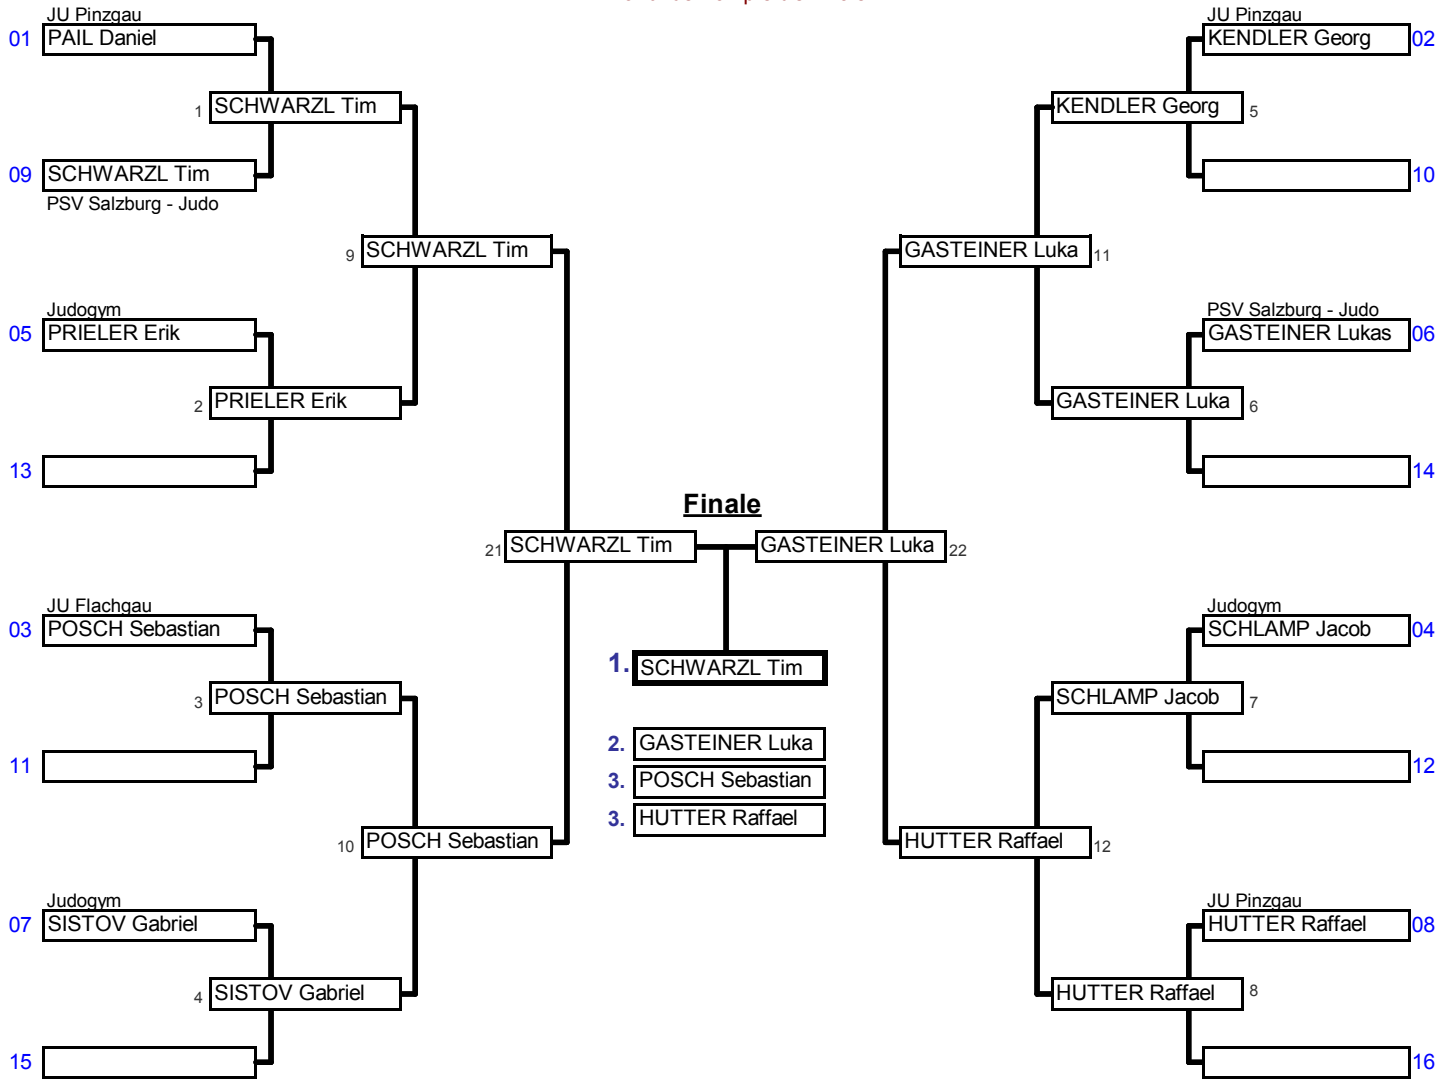 JU Pinzgau
01 PAIL Daniel
1 SCHWARZL Tim
09 SCHWARZL Tim
PSV Salzburg - Judo
9 SCHWARZL Tim
Judogym
05 PRIELER Erik
2 PRIELER Erik
13
21 SCHWARZL Tim
JU Flachgau
03 POSCH Sebastian
3 POSCH Sebastian
11
10 POSCH Sebastian
Judogym
07 SISTOV Gabriel
4 SISTOV Gabriel
15
Finale
1. SCHWARZL Tim
2. GASTEINER Luka
3. POSCH Sebastian
3. HUTTER Raffael
JU Pinzgau
KENDLER Georg 02
KENDLER Georg 5
10
GASTEINER Luka 11
PSV Salzburg - Judo
GASTEINER Lukas 06
GASTEINER Luka 6
14
GASTEINER Luka 22
Judogym
SCHLAMP Jacob 04
SCHLAMP Jacob 7
12
HUTTER Raffael 12
JU Pinzgau
HUTTER Raffael 08
HUTTER Raffael 8
16